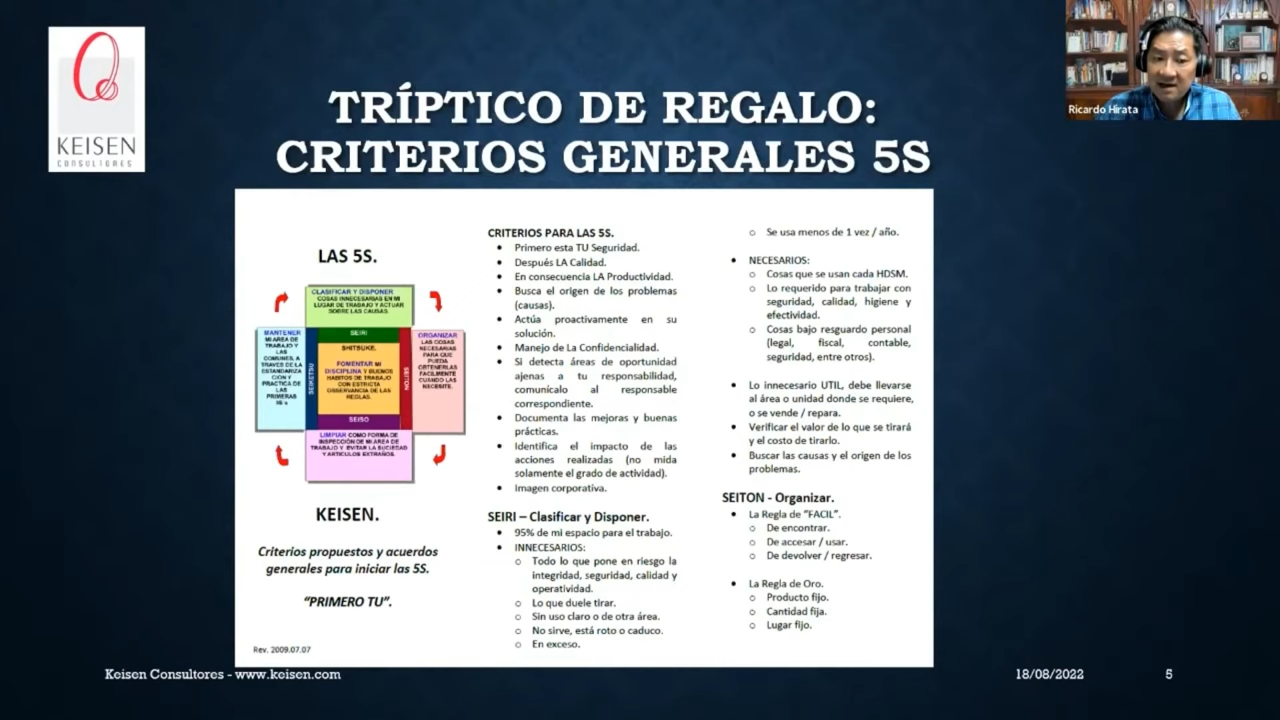 KEISEN
CONSULTORES
Ricardo Hirata
TRÍPTICO DE REGALO:
CRITERIOS GENERALES 5S
LAS 5S.
CLASIFICAR Y DISPONER
COSAS INNECESARIAS EN MI
LUGAR DE TRABAJO Y ACTUAR
SOBRE LAS CAUSAS.
SEIRI
MANTENER
MI AREA DE
TRABAJO Y
LAS
COMUNES, A
TRAVES DE LA
ESTANDARIZA
CION Y
PRACTICA DE
LAS
PRIMERAS
SEIKETSU
SHITSUKE.
FOMENTAR MI
DISCIPLINA Y BUENOS
HABITOS DE TRABAJO
CON ESTRICTA
OBSERVANCIA DE LAS
REGLAS.
SEITON
ORGANIZAR
LAS COSAS
NECESARIAS
PARA QUE
PUEDA
OBTENERLAS
FACILMENTE
CUANDO LAS
NECESITE.
SEISO
LIMPIAR COMO FORMA DE
INSPECCIÓN DE MI AREA DE
TRABAJO Y EVITAR LA SUCIEDAD
Y ARTICULOS EXTRAÑOS.
KEISEN.
Criterios propuestos y acuerdos
generales para iniciar las 5S.
“PRIMERO TU”.
Rev. 2009.07.07
CRITERIOS PARA LAS 5S.
• Primero esta TU Seguridad.
• Después LA Calidad.
• En consecuencia LA Productividad.
• Busca el origen de los problemas
(causas).
• Actúa proactivamente en su
solución.
• Manejo de La Confidencialidad.
• Si detecta áreas de oportunidad
ajenas a tu responsabilidad,
comunícalo al responsable
correspondiente.
• Documenta las mejoras y buenas
prácticas.
• Identifica el impacto de las
acciones realizadas (no mida
solamente el grado de actividad).
• Imagen corporativa.
SEIRI – Clasificar y Disponer.
• 95% de mi espacio para el trabajo.
• INNECESARIOS:
o Todo lo que pone en riesgo la
integridad, seguridad, calidad y
operatividad.
o Lo que duele tirar.
o Sin uso claro o de otra área.
o No sirve, está roto o caduco.
o En exceso.
o Se usa menos de 1 vez / año.
• NECESARIOS:
o Cosas que se usan cada HDSM.
o Lo requerido para trabajar con
seguridad, calidad, higiene y
efectividad.
o Cosas bajo resguardo personal
(legal, fiscal, contable,
seguridad, entre otros).
• Lo innecesario UTIL, debe llevarse
al área o unidad donde se requiere,
o se vende / repara.
• Verificar el valor de lo que se tirará
y el costo de tirarlo.
• Buscar las causas y el origen de los
problemas.
SEITON - Organizar.
• La Regla de “FACIL”.
o De encontrar.
o De accesar / usar.
o De devolver / regresar.
• La Regla de Oro.
o Producto fijo.
o Cantidad fija.
o Lugar fijo.
Keisen Consultores - www.keisen.com
18/08/2022
5